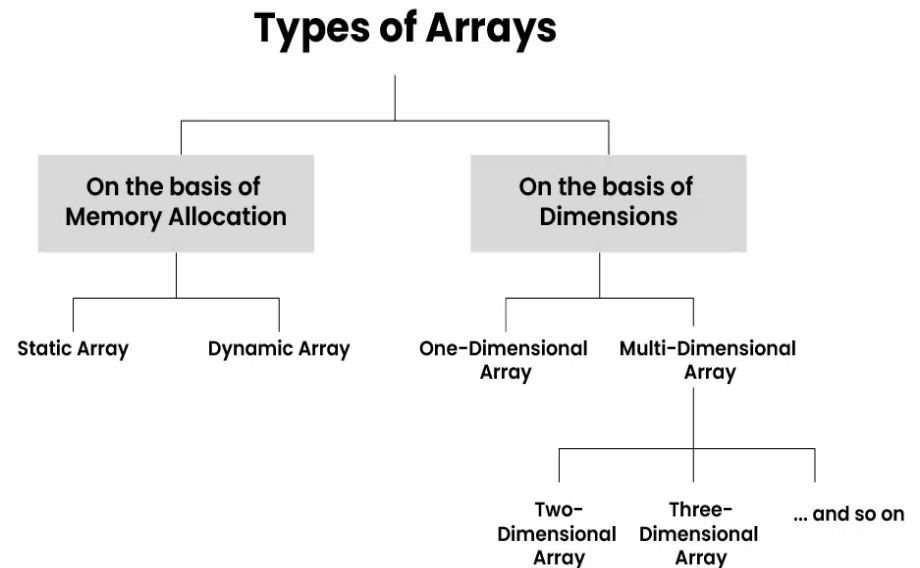 Types of Arrays
On the basis of
Memory Allocation
On the basis of
Dimensions
Static Array
Dynamic Array
One-Dimensional
Array
Multi-Dimensional
Array
Two-
Dimensional
Array
Three-
Dimensional
Array
... and so on